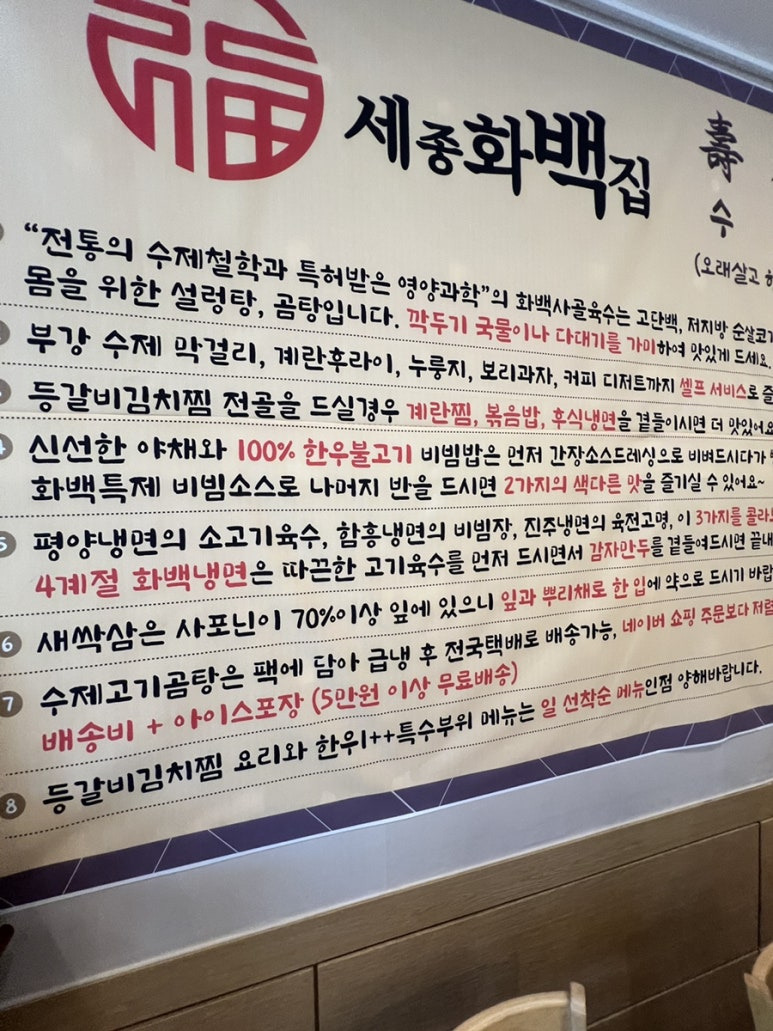 福
세종화백집
壽
수
(오래살고
"전통의 수제철학과 특허받은 영양과학"의 화백사골육수는 고단백, 저지방 순살코기
몸을 위한 설렁탕, 곰탕입니다. 깍두기 국물이나 다대기를 가미하여 맛있게 드세요.
부강 수제 막걸리, 계란후라이, 누룽지, 보리과자, 커피 디저트까지 셀프 서비스로 즐
등갈비김치찜 전골을 드실경우 계란찜, 볶음밥, 후식냉면을 곁들이시면 더 맛있어요
4 신선한 야채와 100% 한우불고기 비빔밥은 먼저 간장소스드레싱으로 비벼드시다가
화백특제 비빔소스로 나머지 반을 드시면 2가지의 색다른 맛을 즐기실 수 있어요~
5 평양냉면의 소고기육수, 함흥냉면의 비빔장, 진주냉면의 육전고명, 이 3가지를 콜라보
4계절 화백냉면은 따끈한 고기육수를 먼저 드시면서 감자만두를 곁들여드시면 끝내
6 새싹삼은 사포닌이 70%이상 잎에 있으니 잎과 뿌리채로 한 입에 약으로 드시기 바랍
7 수제고기곰탕은 팩에 담아 급냉 후 전국택배로 배송가능, 네이버 쇼핑 주문보다 저렴
배송비 + 아이스포장 (5만원 이상 무료배송)
8 등갈비김치찜 요리와 한위++특수부위 메뉴는 일 선착순 메뉴인점 양해바랍니다.